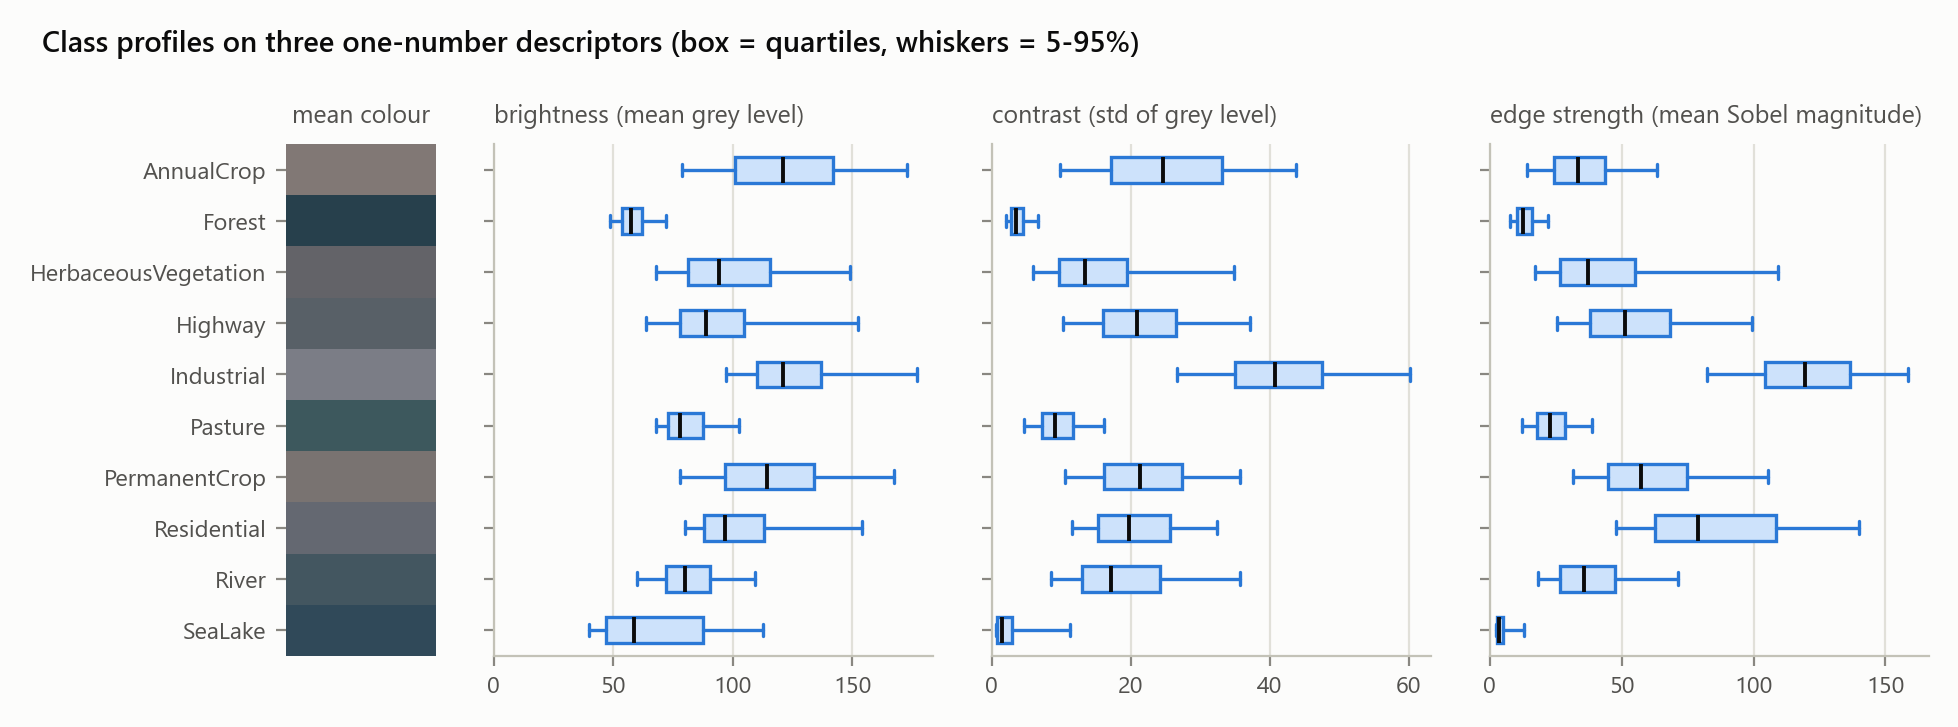 Class profiles on three one-number descriptors (box = quartiles, whiskers = 5-95%)
mean colour
brightness (mean grey level)
contrast (std of grey level)
edge strength (mean Sobel magnitude)
AnnualCrop
Forest
HerbaceousVegetation
Highway
Industrial
Pasture
PermanentCrop
Residential
River
SeaLake
0 50 100 150
0 20 40 60
0 50 100 150